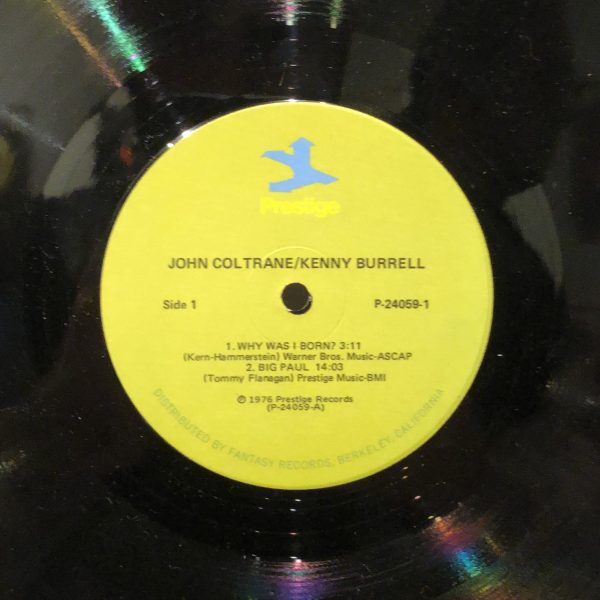 Prestige
JOHN COLTRANE/KENNY BURRELL
Side 1
P-24059-1
1. WHY WAS I BORN? 3:11
(Kern-Hammerstein) Warner Bros. Music-ASCAP
2. BIG PAUL 14:03
(Tommy Flanagan) Prestige Music-BMI
℗ 1976 Prestige Records
(P-24059-A)
DISTRIBUTED BY FANTASY RECORDS, BERKELEY, CALIFORNIA